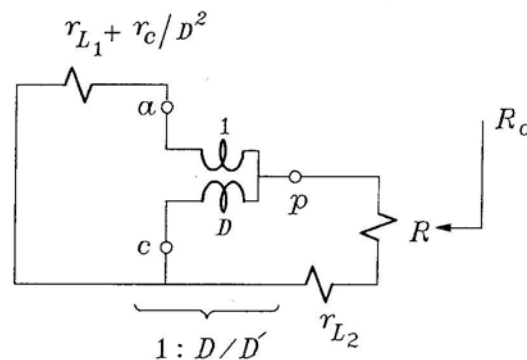 r_{L_1} + r_c/D^2
a
1
R_o
p
D
R
c
r_{L_2}
1 : D/D′